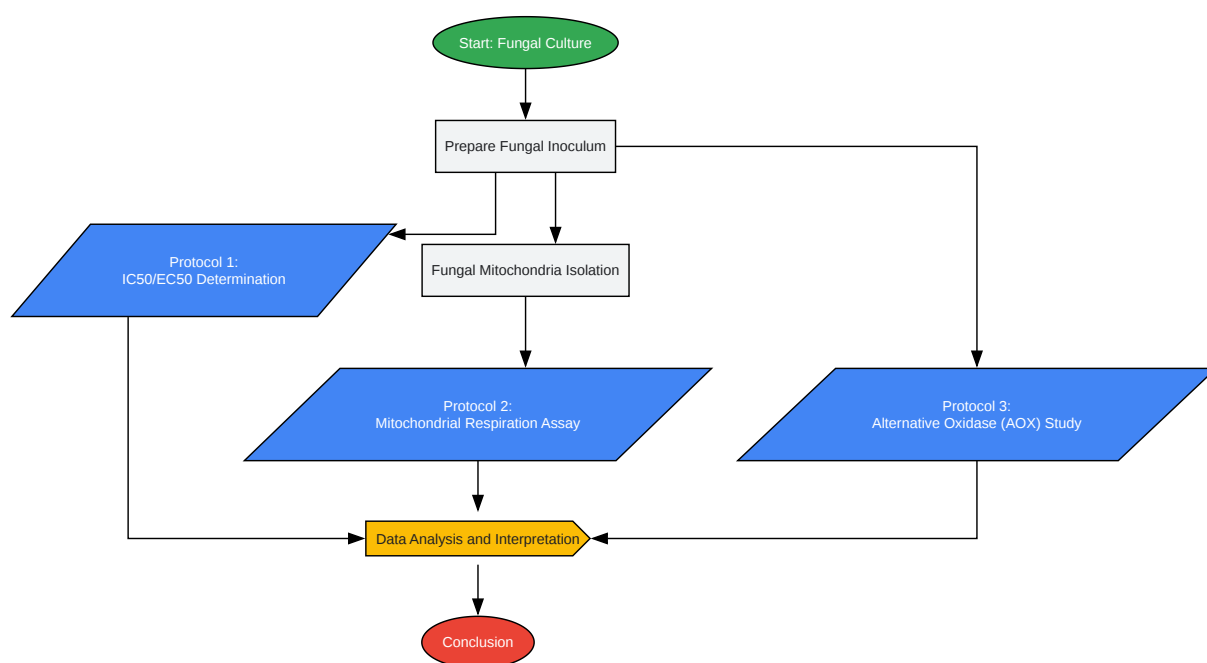 Start: Fungal Culture
Prepare Fungal Inoculum
Protocol 1:
IC50/EC50 Determination
Fungal Mitochondria Isolation
Protocol 2:
Mitochondrial Respiration Assay
Protocol 3:
Alternative Oxidase (AOX) Study
Data Analysis and Interpretation
Conclusion